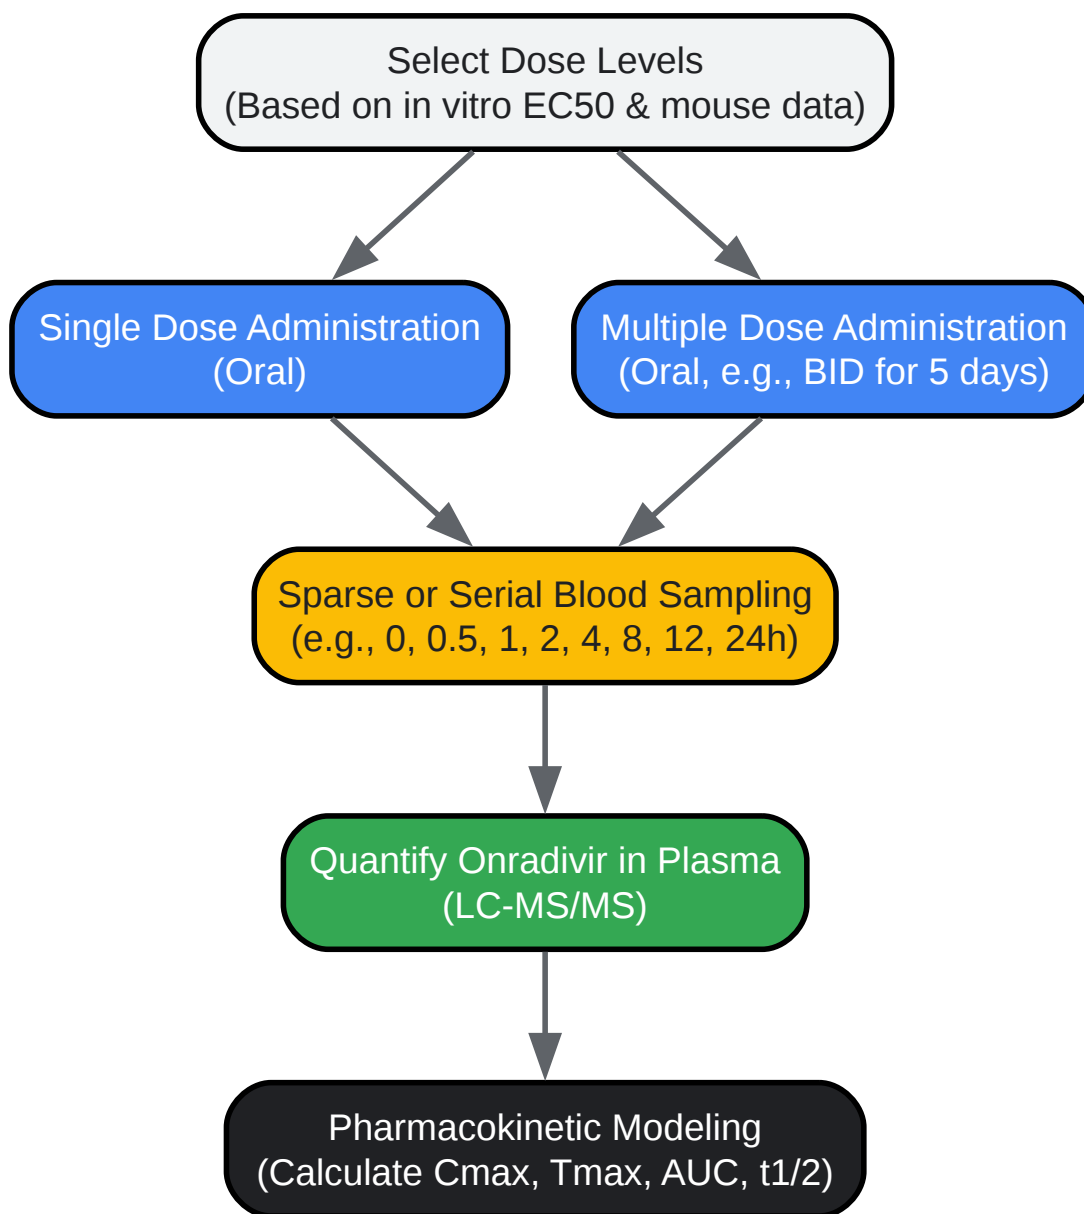 Select Dose Levels
(Based on in vitro EC50 & mouse data)
Single Dose Administration
(Oral)
Multiple Dose Administration
(Oral, e.g., BID for 5 days)
Sparse or Serial Blood Sampling
(e.g., 0, 0.5, 1, 2, 4, 8, 12, 24h)
Quantify Onradivir in Plasma
(LC-MS/MS)
Pharmacokinetic Modeling
(Calculate Cmax, Tmax, AUC, t1/2)